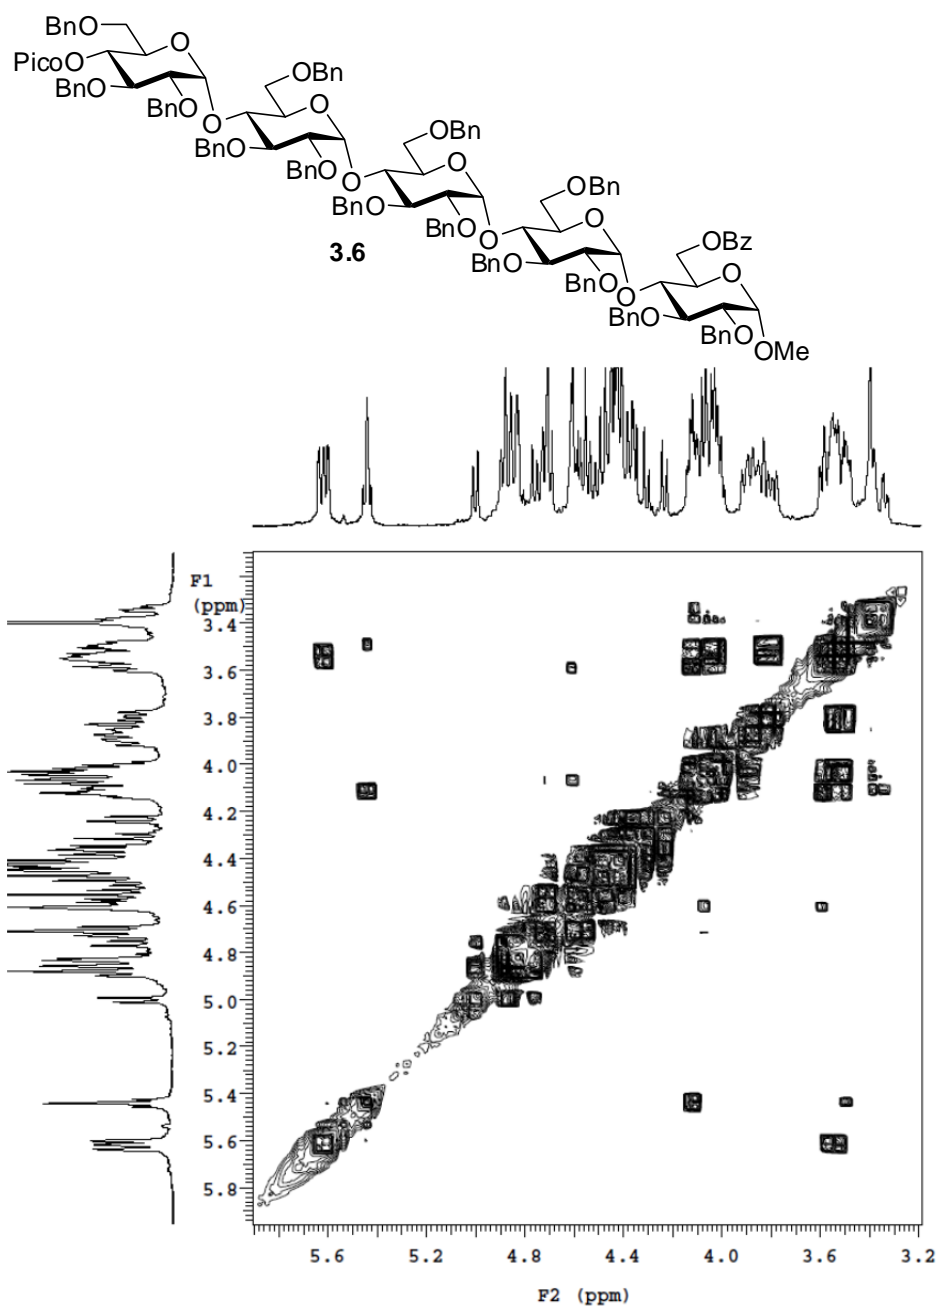 BnO
O
PicoO
BnO
BnO
O
OBn
O
BnO
BnO
O
OBn
O
BnO
BnO
O
OBn
O
BnO
BnO
O
OBz
O
BnO
BnO
OMe
3.6
F1
(ppm)
3.4
3.6
3.8
4.0
4.2
4.4
4.6
4.8
5.0
5.2
5.4
5.6
5.8
5.6 5.2 4.8 4.4 4.0 3.6 3.2
F2 (ppm)